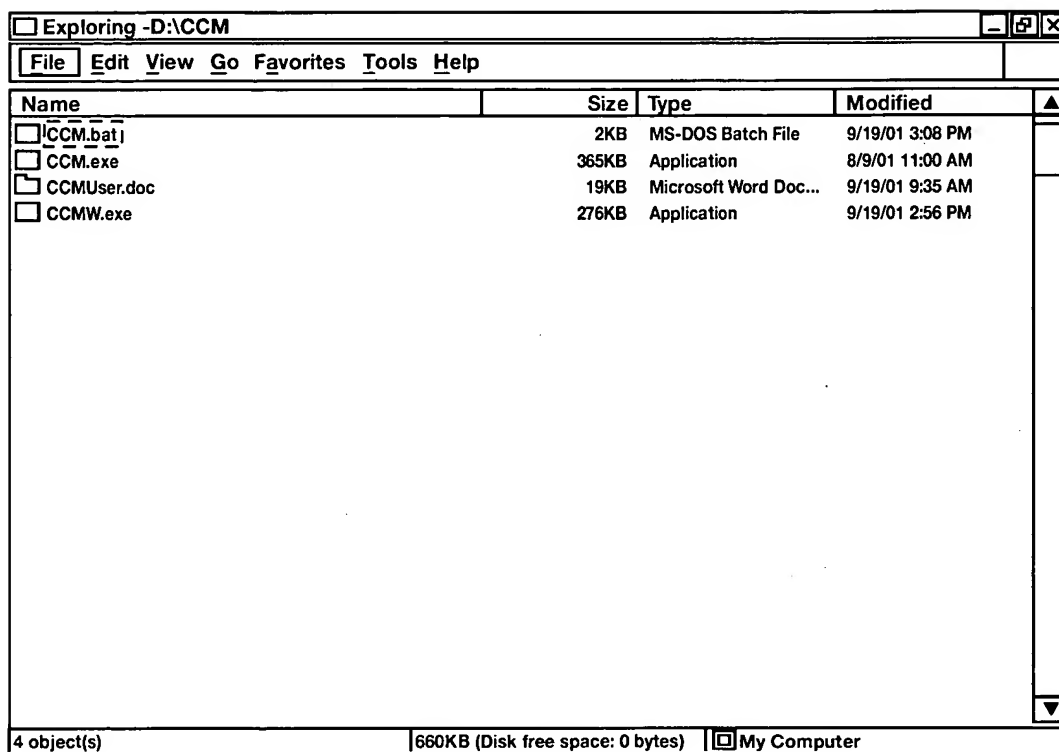 Exploring -D:\CCM
File Edit View Go Favorites Tools Help
Name Size Type Modified
CCM.bat 2KB MS-DOS Batch File 9/19/01 3:08 PM
CCM.exe 365KB Application 8/9/01 11:00 AM
CCMUser.doc 19KB Microsoft Word Doc... 9/19/01 9:35 AM
CCMW.exe 276KB Application 9/19/01 2:56 PM
4 object(s) 660KB (Disk free space: 0 bytes) My Computer